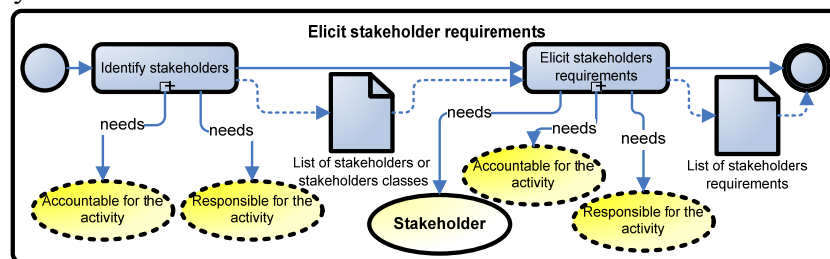 Elicit stakeholder requirements
Identify stakeholders
Elicit stakeholders
requirements
needs
needs
needs
needs
needs
List of stakeholders or
stakeholders classes
List of stakeholders
requirements
Accountable for the
activity
Responsible for the
activity
Stakeholder
Accountable for the
activity
Responsible for the
activity